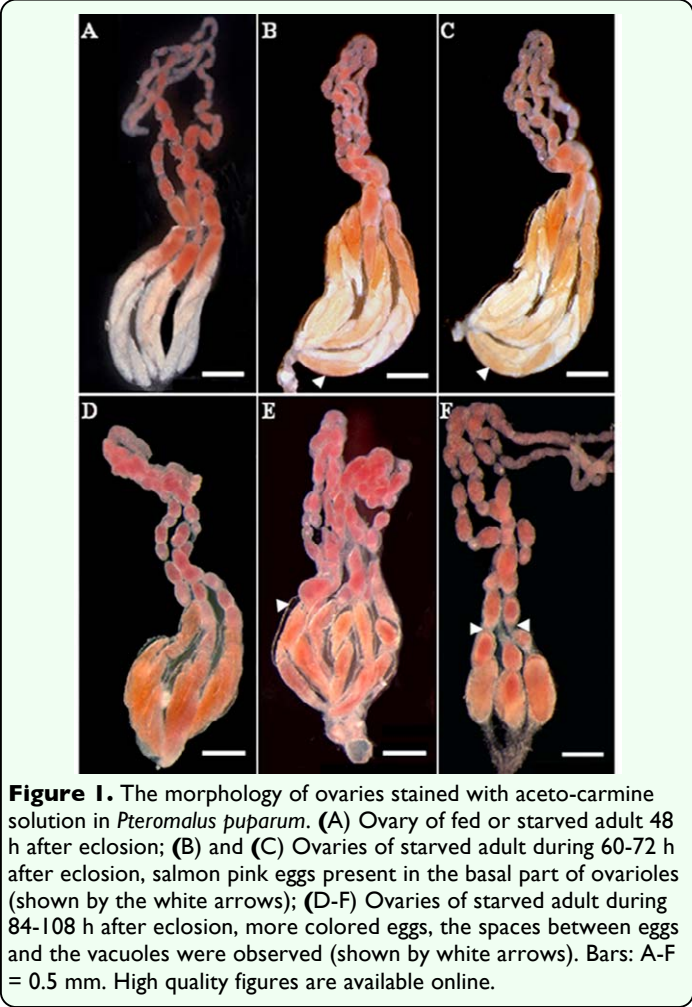 A
B
C
D
E
F
Figure 1. The morphology of ovaries stained with aceto-carmine
solution in Pteromalus puparum. (A) Ovary of fed or starved adult 48
h after eclosion; (B) and (C) Ovaries of starved adult during 60-72 h
after eclosion, salmon pink eggs present in the basal part of ovarioles
(shown by the white arrows); (D-F) Ovaries of starved adult during
84-108 h after eclosion, more colored eggs, the spaces between eggs
and the vacuoles were observed (shown by white arrows). Bars: A-F
= 0.5 mm. High quality figures are available online.